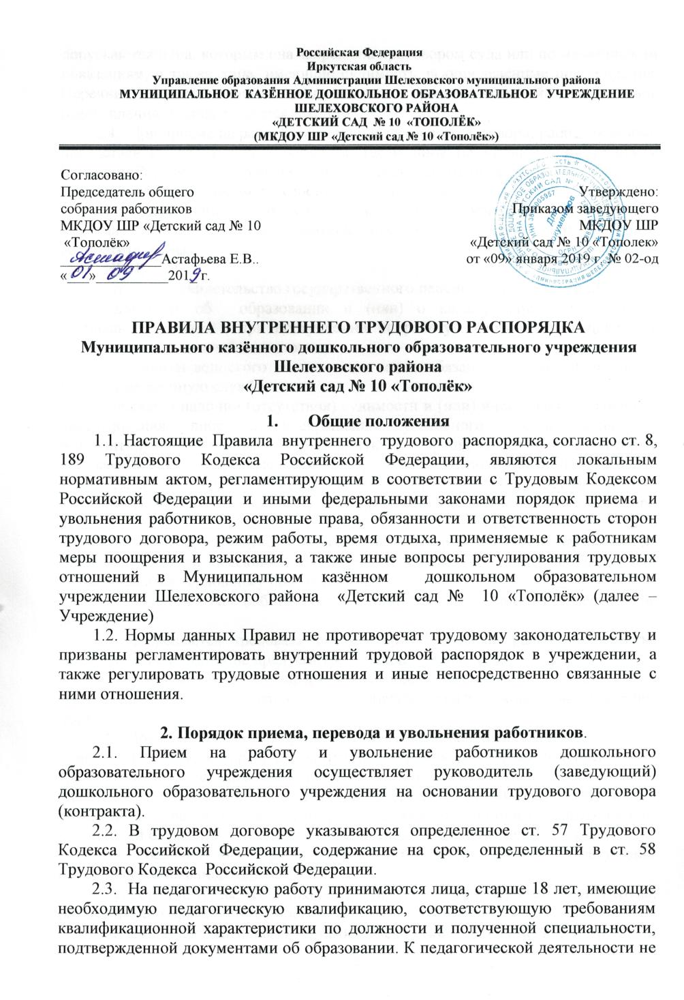 Российская Федерация
Иркутская область
Управление образования Администрации Шелеховского муниципального района
МУНИЦИПАЛЬНОЕ КАЗЁННОЕ ДОШКОЛЬНОЕ ОБРАЗОВАТЕЛЬНОЕ УЧРЕЖДЕНИЕ
ШЕЛЕХОВСКОГО РАЙОНА
«ДЕТСКИЙ САД № 10 «ТОПОЛЁК»
(МКДОУ ШР «Детский сад № 10 «Тополёк»)
Согласовано:
Председатель общего
собрания работников
МКДОУ ШР «Детский сад № 10
«Тополёк»
Астафьева Е.В..
«01» 09 2019 г.
Утверждено:
Приказом заведующего
МКДОУ ШР
«Детский сад № 10 «Тополек»
от «09» января 2019 г. № 02-од
Для документов
ПРАВИЛА ВНУТРЕННЕГО ТРУДОВОГО РАСПОРЯДКА
Муниципального казённого дошкольного образовательного учреждения
Шелеховского района
«Детский сад № 10 «Тополёк»
1. Общие положения
1.1. Настоящие Правила внутреннего трудового распорядка, согласно ст. 8,
189 Трудового Кодекса Российской Федерации, являются локальным
нормативным актом, регламентирующим в соответствии с Трудовым Кодексом
Российской Федерации и иными федеральными законами порядок приема и
увольнения работников, основные права, обязанности и ответственность сторон
трудового договора, режим работы, время отдыха, применяемые к работникам
меры поощрения и взыскания, а также иные вопросы регулирования трудовых
отношений в Муниципальном казённом дошкольном образовательном
учреждении Шелеховского района «Детский сад № 10 «Тополёк» (далее –
Учреждение)
1.2. Нормы данных Правил не противоречат трудовому законодательству и
призваны регламентировать внутренний трудовой распорядок в учреждении, а
также регулировать трудовые отношения и иные непосредственно связанные с
ними отношения.
2. Порядок приема, перевода и увольнения работников.
2.1. Прием на работу и увольнение работников дошкольного
образовательного учреждения осуществляет руководитель (заведующий)
дошкольного образовательного учреждения на основании трудового договора
(контракта).
2.2. В трудовом договоре указываются определенное ст. 57 Трудового
Кодекса Российской Федерации, содержание на срок, определенный в ст. 58
Трудового Кодекса Российской Федерации.
2.3. На педагогическую работу принимаются лица, старше 18 лет, имеющие
необходимую педагогическую квалификацию, соответствующую требованиям
квалификационной характеристики по должности и полученной специальности,
подтвержденной документами об образовании. К педагогической деятельности не